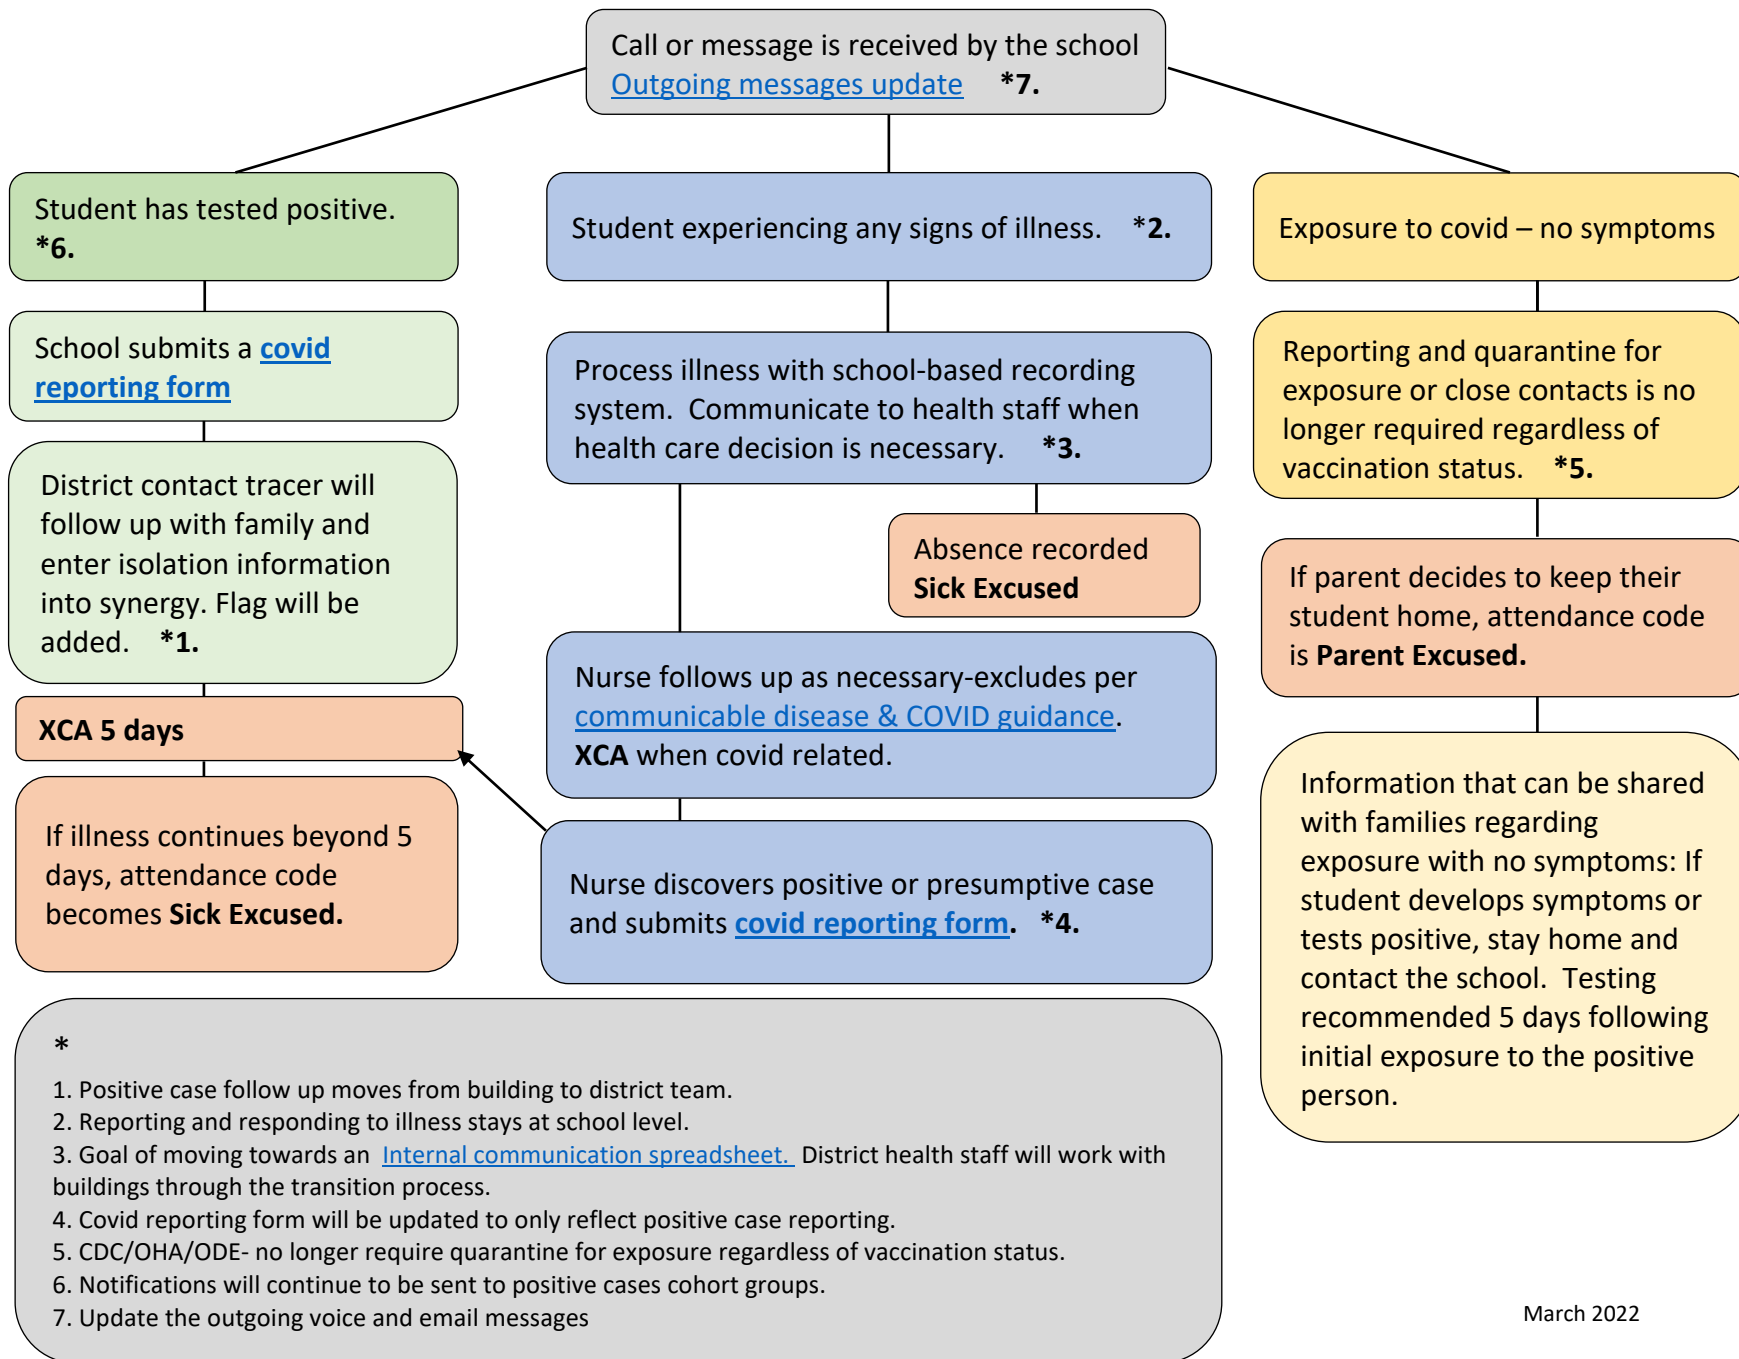 Call or message is received by the school
Outgoing messages update *7.
Student has tested positive.
*6.
School submits a covid
reporting form
District contact tracer will
follow up with family and
enter isolation information
into synergy. Flag will be
added. *1.
XCA 5 days
If illness continues beyond 5
days, attendance code
becomes Sick Excused.
Student experiencing any signs of illness. *2.
Process illness with school-based recording
system. Communicate to health staff when
health care decision is necessary. *3.
Absence recorded
Sick Excused
Nurse follows up as necessary-excludes per
communicable disease & COVID guidance.
XCA when covid related.
Nurse discovers positive or presumptive case
and submits covid reporting form. *4.
Exposure to covid – no symptoms
Reporting and quarantine for
exposure or close contacts is no
longer required regardless of
vaccination status. *5.
If parent decides to keep their
student home, attendance code
is Parent Excused.
Information that can be shared
with families regarding
exposure with no symptoms: If
student develops symptoms or
tests positive, stay home and
contact the school. Testing
recommended 5 days following
initial exposure to the positive
person.
*
1. Positive case follow up moves from building to district team.
2. Reporting and responding to illness stays at school level.
3. Goal of moving towards an Internal communication spreadsheet. District health staff will work with
buildings through the transition process.
4. Covid reporting form will be updated to only reflect positive case reporting.
5. CDC/OHA/ODE- no longer require quarantine for exposure regardless of vaccination status.
6. Notifications will continue to be sent to positive cases cohort groups.
7. Update the outgoing voice and email messages
March 2022